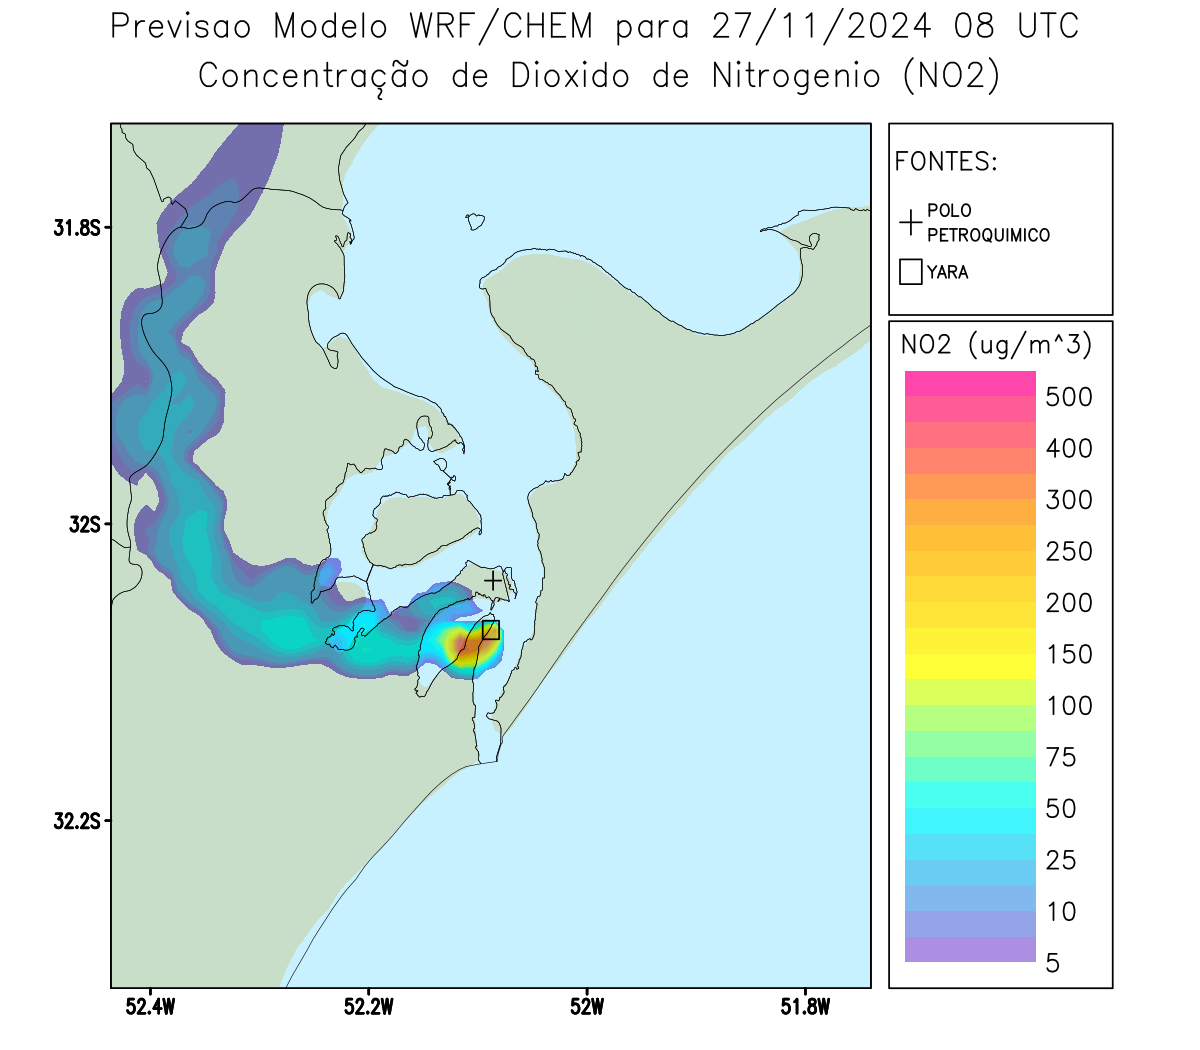 Previsao Modelo WRF/CHEM para 27/11/2024 08 UTC
Concentração de Dioxido de Nitrogenio (NO2)
FONTES:
POLO
PETROQUIMICO
YARA
NO2 (ug/m^3)
500
400
300
250
200
150
100
75
50
25
10
5
31.8S
32S
32.2S
52.4W
52.2W
52W
51.8W